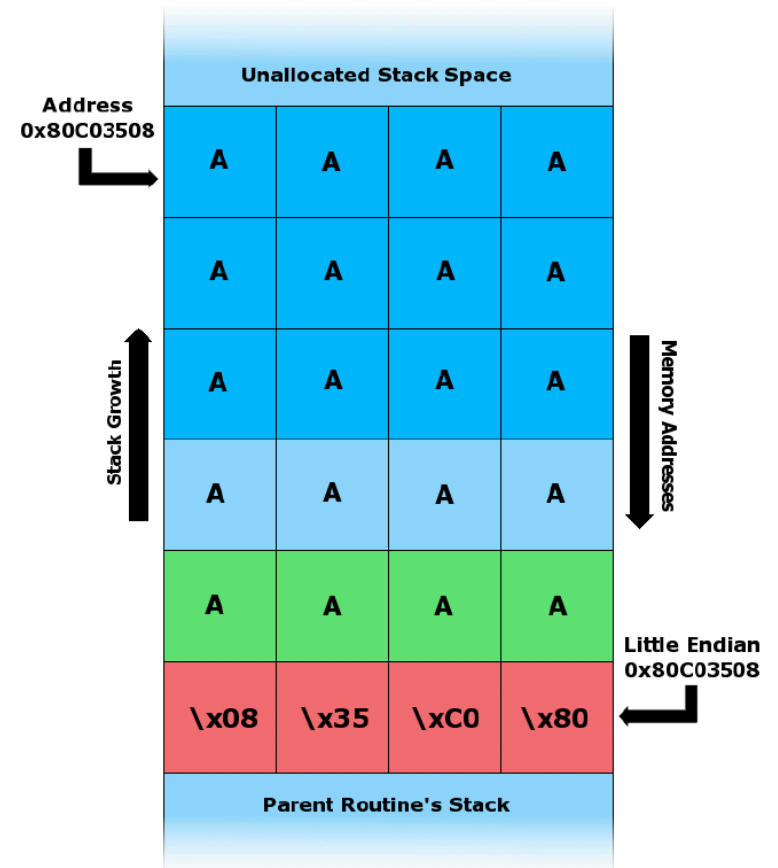 Unallocated Stack Space
Address
0x80C03508
A A A A
A A A A
Stack Growth
A A A A
Memory Addresses
A A A A
A A A A
Little Endian
0x80C03508
\x08 \x35 \xC0 \x80
Parent Routine's Stack